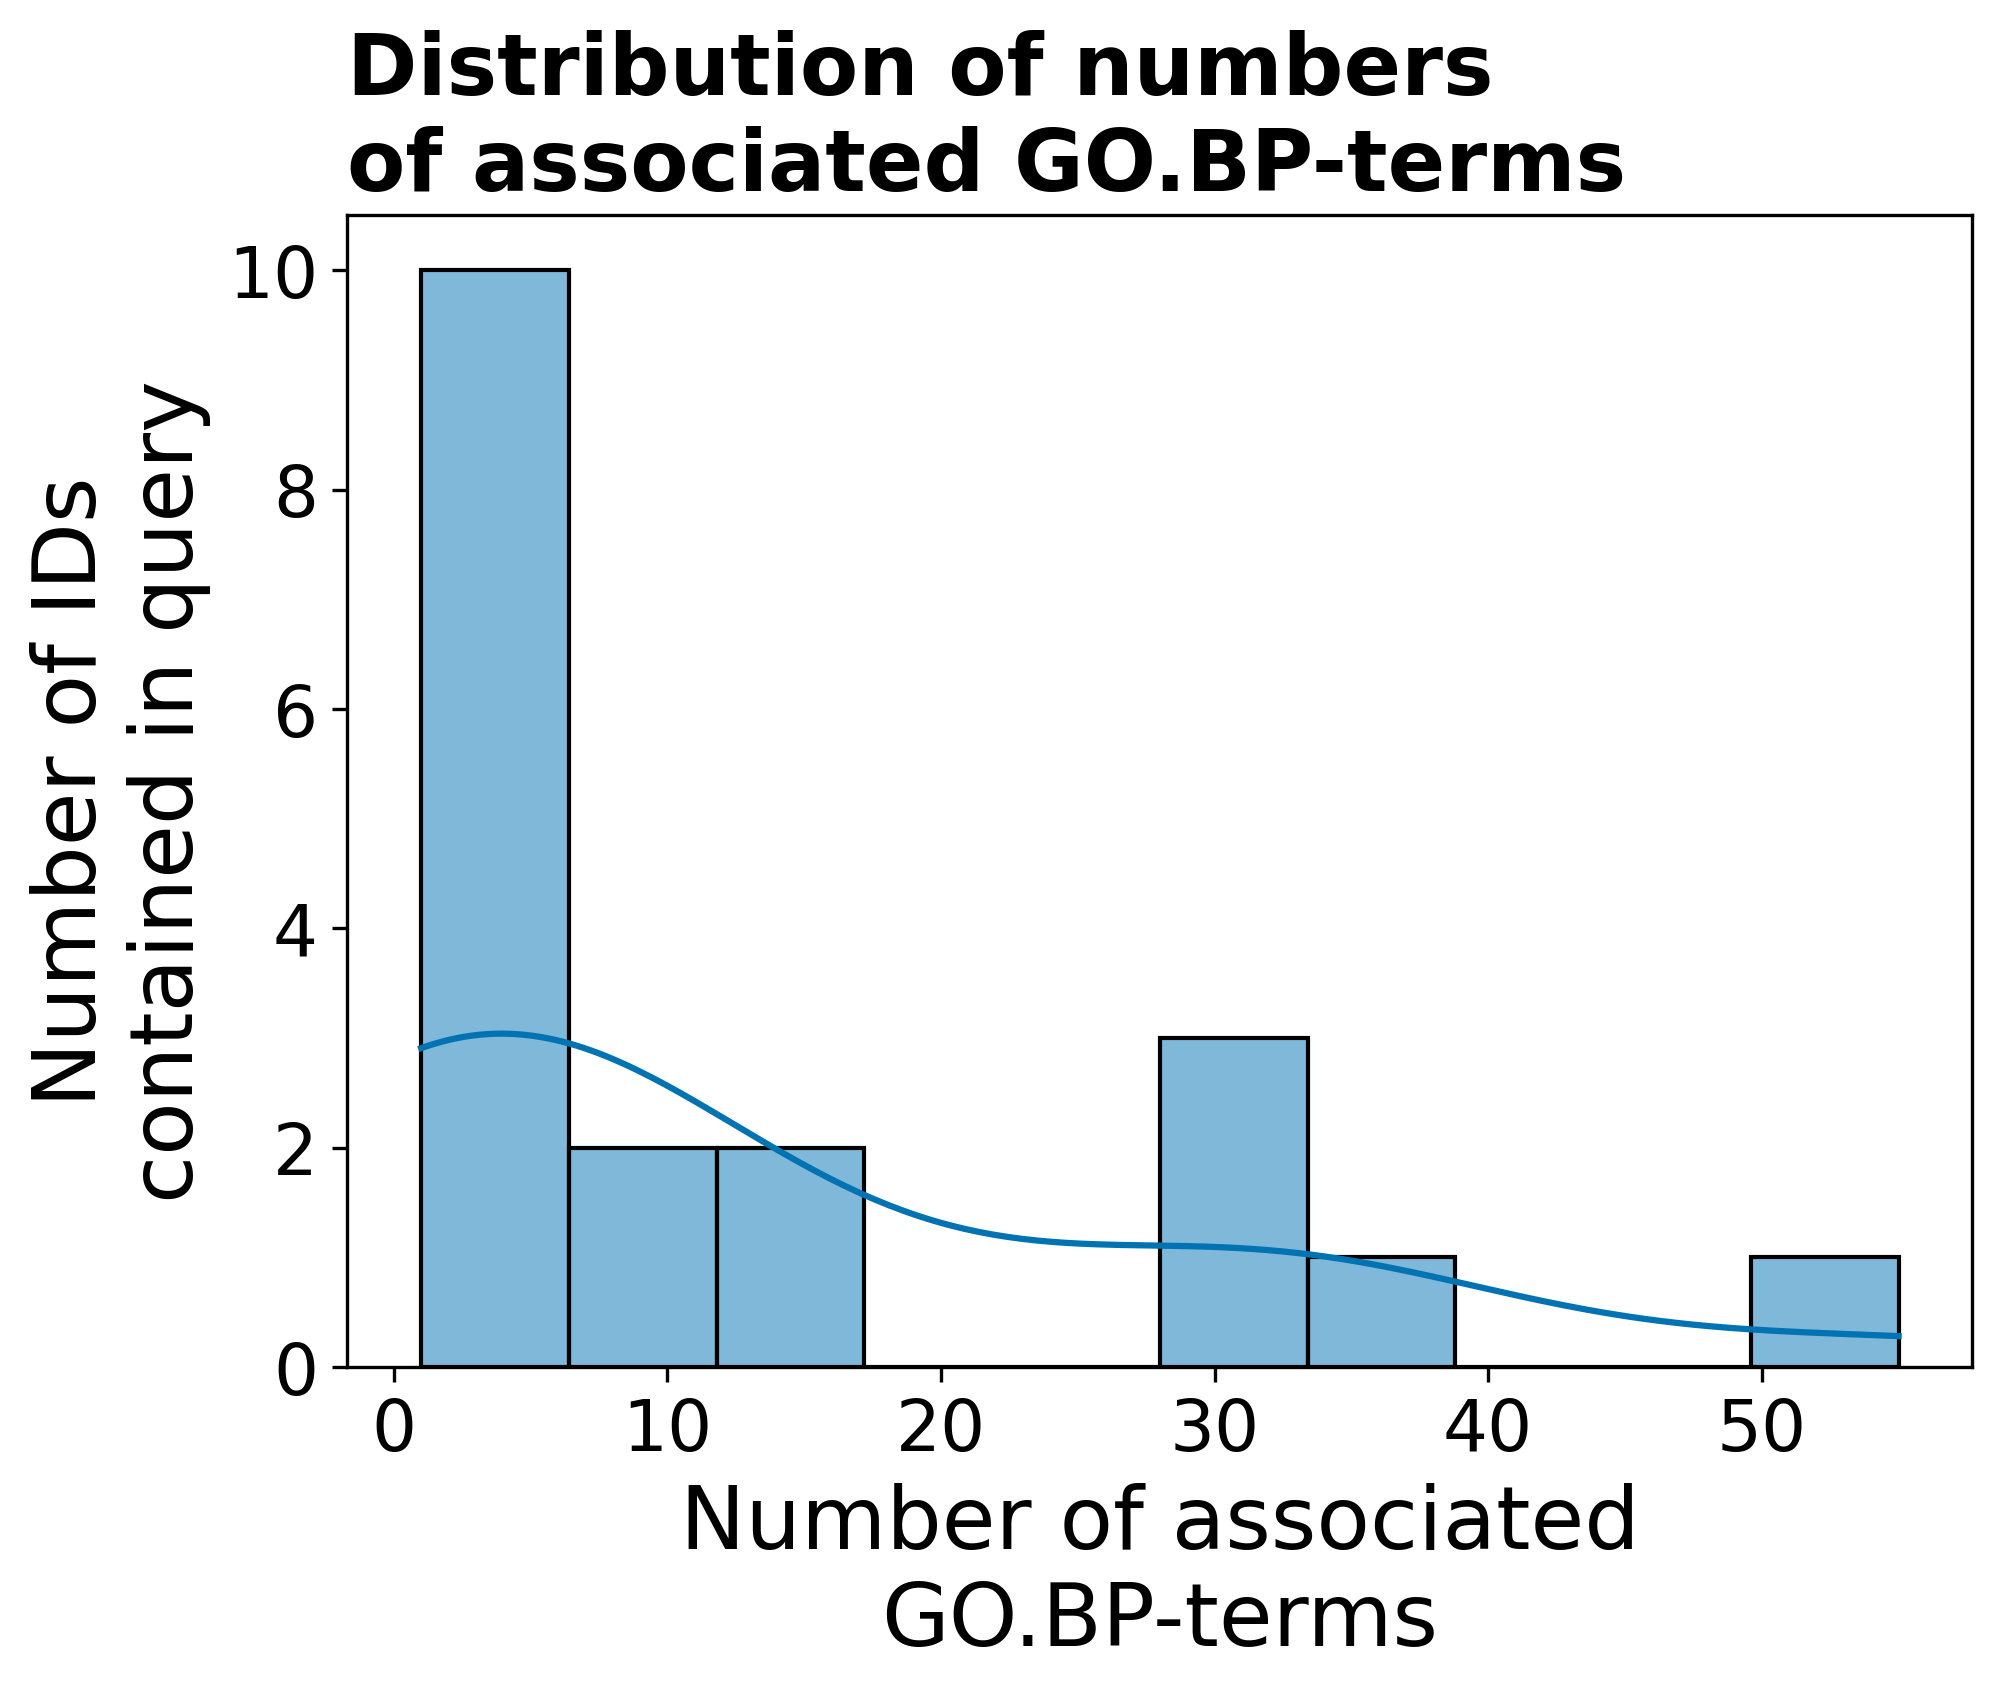 Distribution of numbers
of associated GO.BP-terms
Number of IDs
contained in query
10
8
6
4
2
0
0 10 20 30 40 50
Number of associated
GO.BP-terms